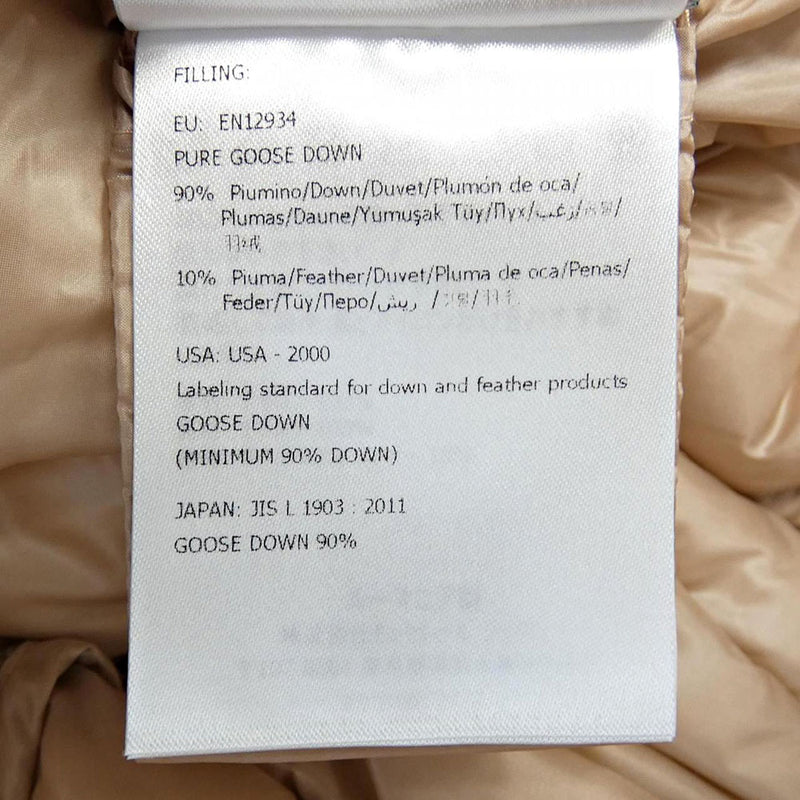 FILLING:
EU: EN12934
PURE GOOSE DOWN
90% Piumino/Down/Duvet/Plumón de oca/
Plumas/Daune/Yumuşak Tüy/Пух/زغب/
10% Piuma/Feather/Duvet/Pluma de oca/Penas/
Feder/Tüy/Перо/ريش /
USA: USA - 2000
Labeling standard for down and feather products
GOOSE DOWN
(MINIMUM 90% DOWN)
JAPAN: JIS L 1903 : 2011
GOOSE DOWN 90%